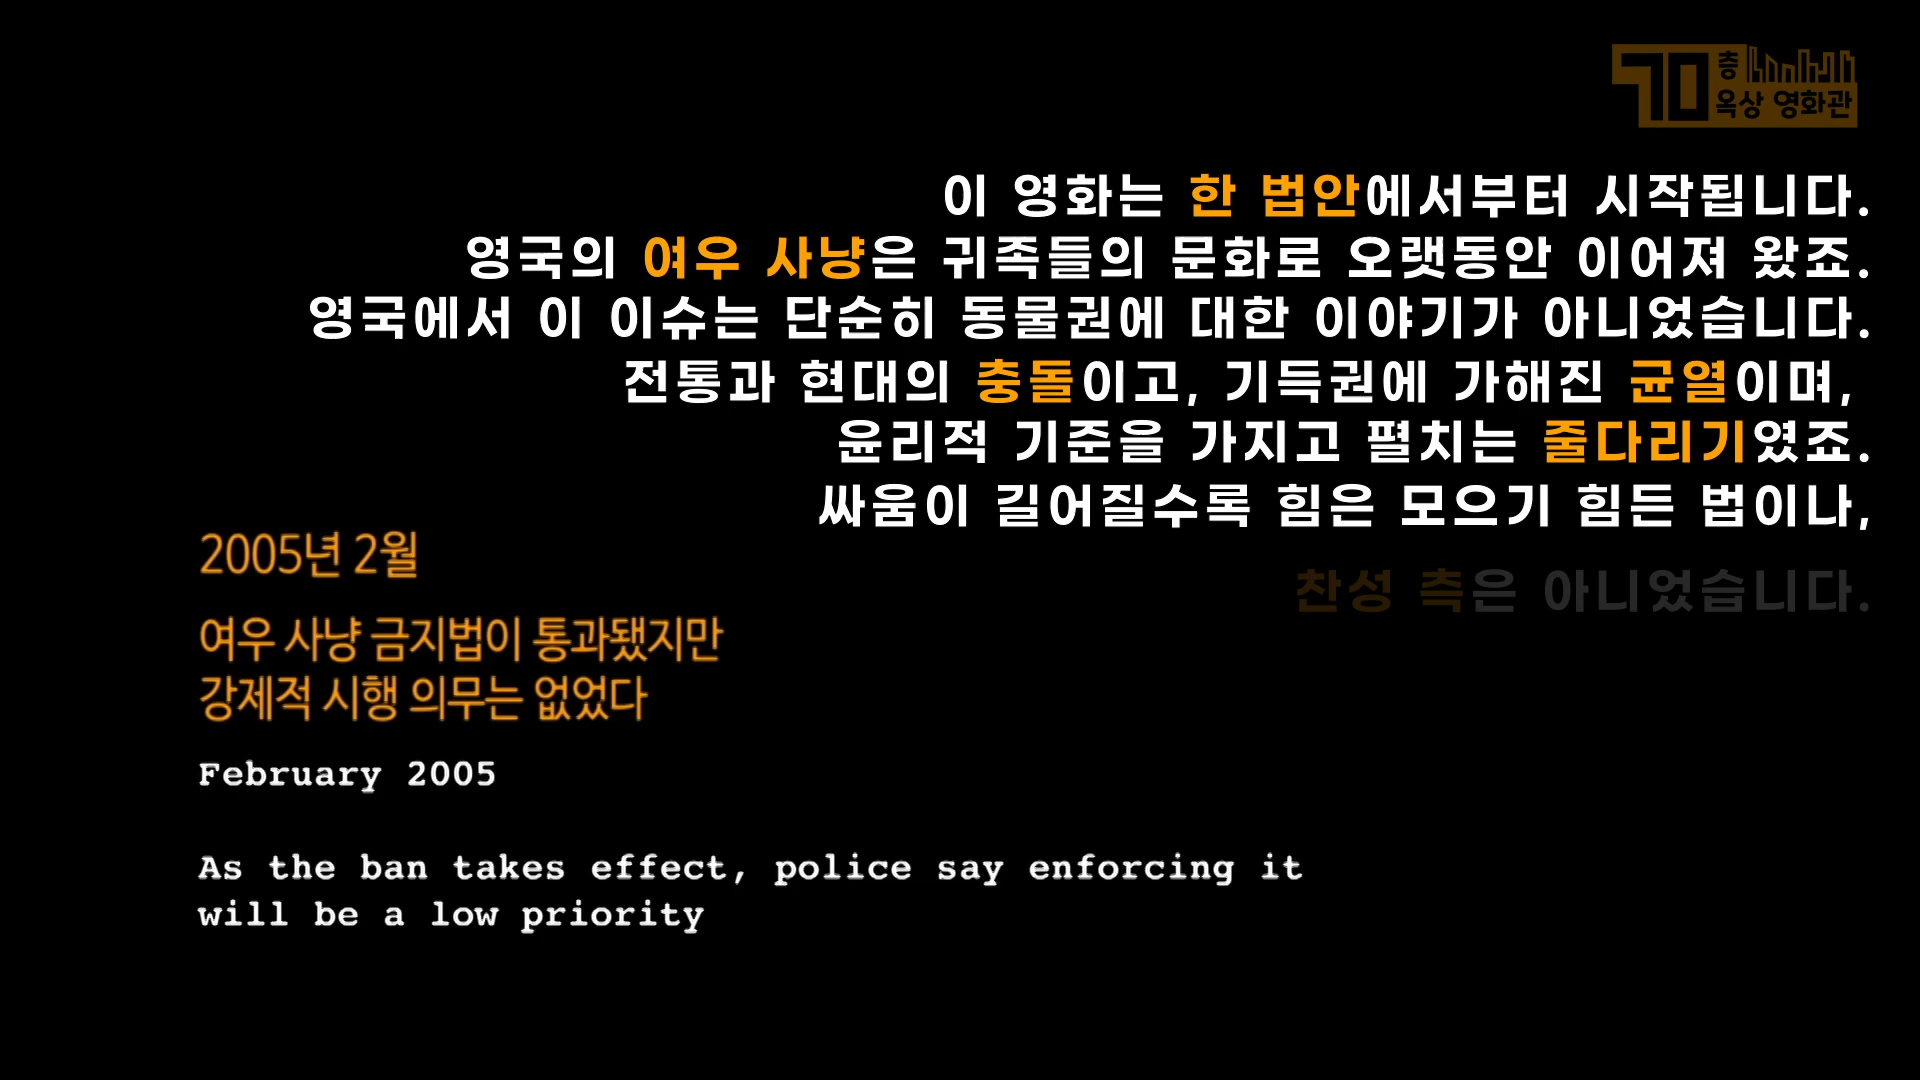 70층
옥상 영화관
이 영화는 한 법안에서부터 시작됩니다.
영국의 여우 사냥은 귀족들의 문화로 오랫동안 이어져 왔죠.
영국에서 이 이슈는 단순히 동물권에 대한 이야기가 아니었습니다.
전통과 현대의 충돌이고, 기득권에 가해진 균열이며,
윤리적 기준을 가지고 펼치는 줄다리기였죠.
싸움이 길어질수록 힘은 모으기 힘든 법이나,
찬성 측은 아니었습니다.
2005년 2월
여우 사냥 금지법이 통과됐지만
강제적 시행 의무는 없었다
February 2005
As the ban takes effect, police say enforcing it
will be a low priority